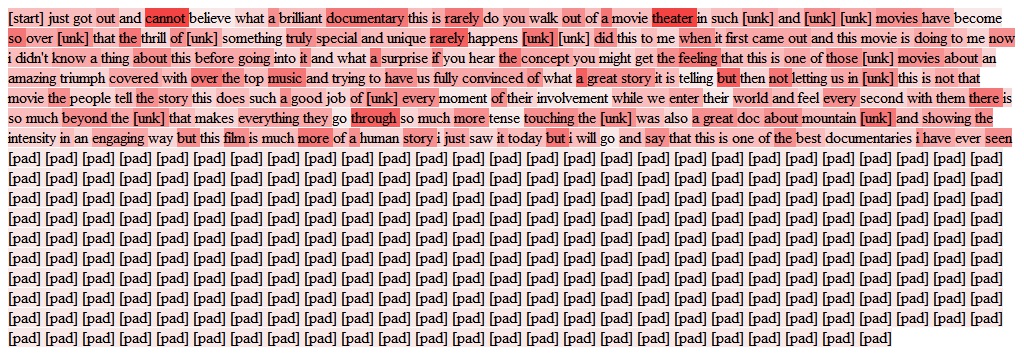 [start] just got out and cannot believe what a brilliant documentary this is rarely do you walk out of a movie theater in such [unk] and [unk] [unk] movies have become
so over [unk] that the thrill of [unk] something truly special and unique rarely happens [unk] [unk] did this to me when it first came out and this movie is doing to me now
i didn't know a thing about this before going into it and what a surprise if you hear the concept you might get the feeling that this is one of those [unk] movies about an
amazing triumph covered with over the top music and trying to have us fully convinced of what a great story it is telling but then not letting us in [unk] this is not that
movie the people tell the story this does such a good job of [unk] every moment of their involvement while we enter their world and feel every second with them there is
so much beyond the [unk] that makes everything they go through so much more tense touching the [unk] was also a great doc about mountain [unk] and showing the
intensity in an engaging way but this film is much more of a human story i just saw it today but i will go and say that this is one of the best documentaries i have ever seen
[pad] [pad] [pad] [pad] [pad] [pad] [pad] [pad] [pad] [pad] [pad] [pad] [pad] [pad] [pad] [pad] [pad] [pad] [pad] [pad] [pad] [pad] [pad] [pad] [pad] [pad] [pad]
[pad] [pad] [pad] [pad] [pad] [pad] [pad] [pad] [pad] [pad] [pad] [pad] [pad] [pad] [pad] [pad] [pad] [pad] [pad] [pad] [pad] [pad] [pad] [pad] [pad] [pad] [pad]
[pad] [pad] [pad] [pad] [pad] [pad] [pad] [pad] [pad] [pad] [pad] [pad] [pad] [pad] [pad] [pad] [pad] [pad] [pad] [pad] [pad] [pad] [pad] [pad] [pad] [pad] [pad]
[pad] [pad] [pad] [pad] [pad] [pad] [pad] [pad] [pad] [pad] [pad] [pad] [pad] [pad] [pad] [pad] [pad] [pad] [pad] [pad] [pad] [pad] [pad] [pad] [pad] [pad] [pad]
[pad] [pad] [pad] [pad] [pad] [pad] [pad] [pad] [pad] [pad] [pad] [pad] [pad] [pad] [pad] [pad] [pad] [pad] [pad] [pad] [pad] [pad] [pad] [pad] [pad] [pad] [pad]
[pad] [pad] [pad] [pad] [pad] [pad] [pad] [pad] [pad] [pad] [pad] [pad] [pad] [pad] [pad] [pad] [pad] [pad] [pad] [pad] [pad] [pad] [pad] [pad] [pad] [pad] [pad]
[pad] [pad] [pad] [pad] [pad] [pad] [pad] [pad] [pad] [pad] [pad] [pad] [pad] [pad] [pad] [pad] [pad] [pad] [pad] [pad] [pad] [pad] [pad] [pad] [pad] [pad] [pad]
[pad] [pad] [pad] [pad] [pad] [pad] [pad] [pad] [pad] [pad] [pad] [pad] [pad] [pad] [pad] [pad] [pad] [pad] [pad] [pad] [pad] [pad] [pad] [pad] [pad] [pad] [pad]
[pad] [pad] [pad] [pad] [pad] [pad] [pad] [pad] [pad] [pad] [pad] [pad] [pad] [pad] [pad] [pad] [pad] [pad] [pad] [pad] [pad] [pad] [pad] [pad] [pad] [pad] [pad]
[pad] [pad] [pad] [pad] [pad] [pad] [pad] [pad] [pad] [pad] [pad] [pad] [pad] [pad] [pad] [pad] [pad] [pad] [pad] [pad] [pad] [pad] [pad] [pad]